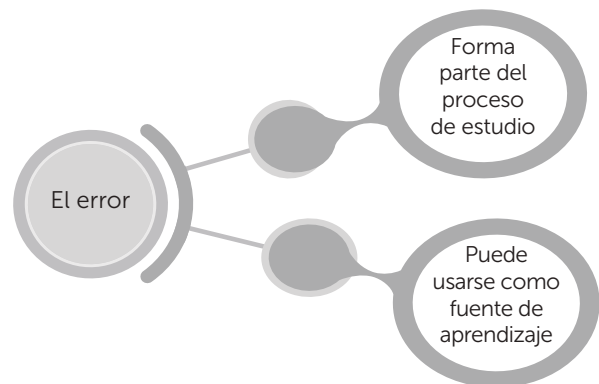 El error
Forma
parte del
proceso
de estudio
Puede
usarse como
fuente de
aprendizaje